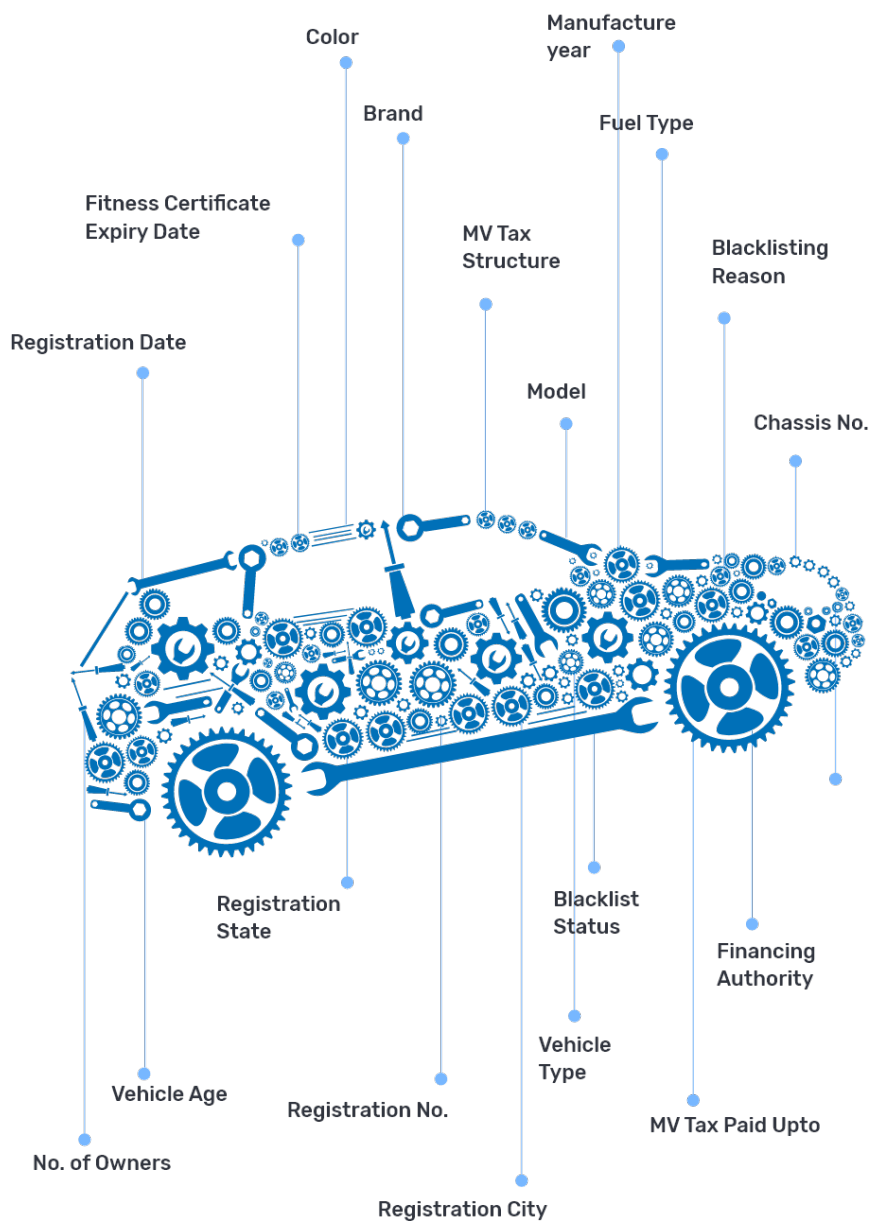 Manufacture
year
Color
Brand
Fuel Type
Fitness Certificate
Expiry Date
MV Tax
Structure
Blacklisting
Reason
Registration Date
Model
Chassis No.
Registration
State
Blacklist
Status
Financing
Authority
Vehicle
Type
Vehicle Age
Registration No.
MV Tax Paid Upto
No. of Owners
Registration City